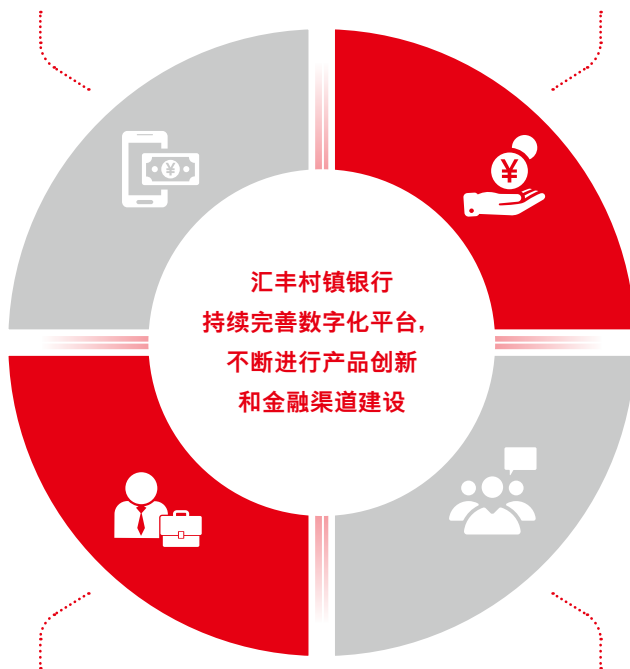 ¥
¥
汇丰村镇银行
持续完善数字化平台，
不断进行产品创新
和金融渠道建设